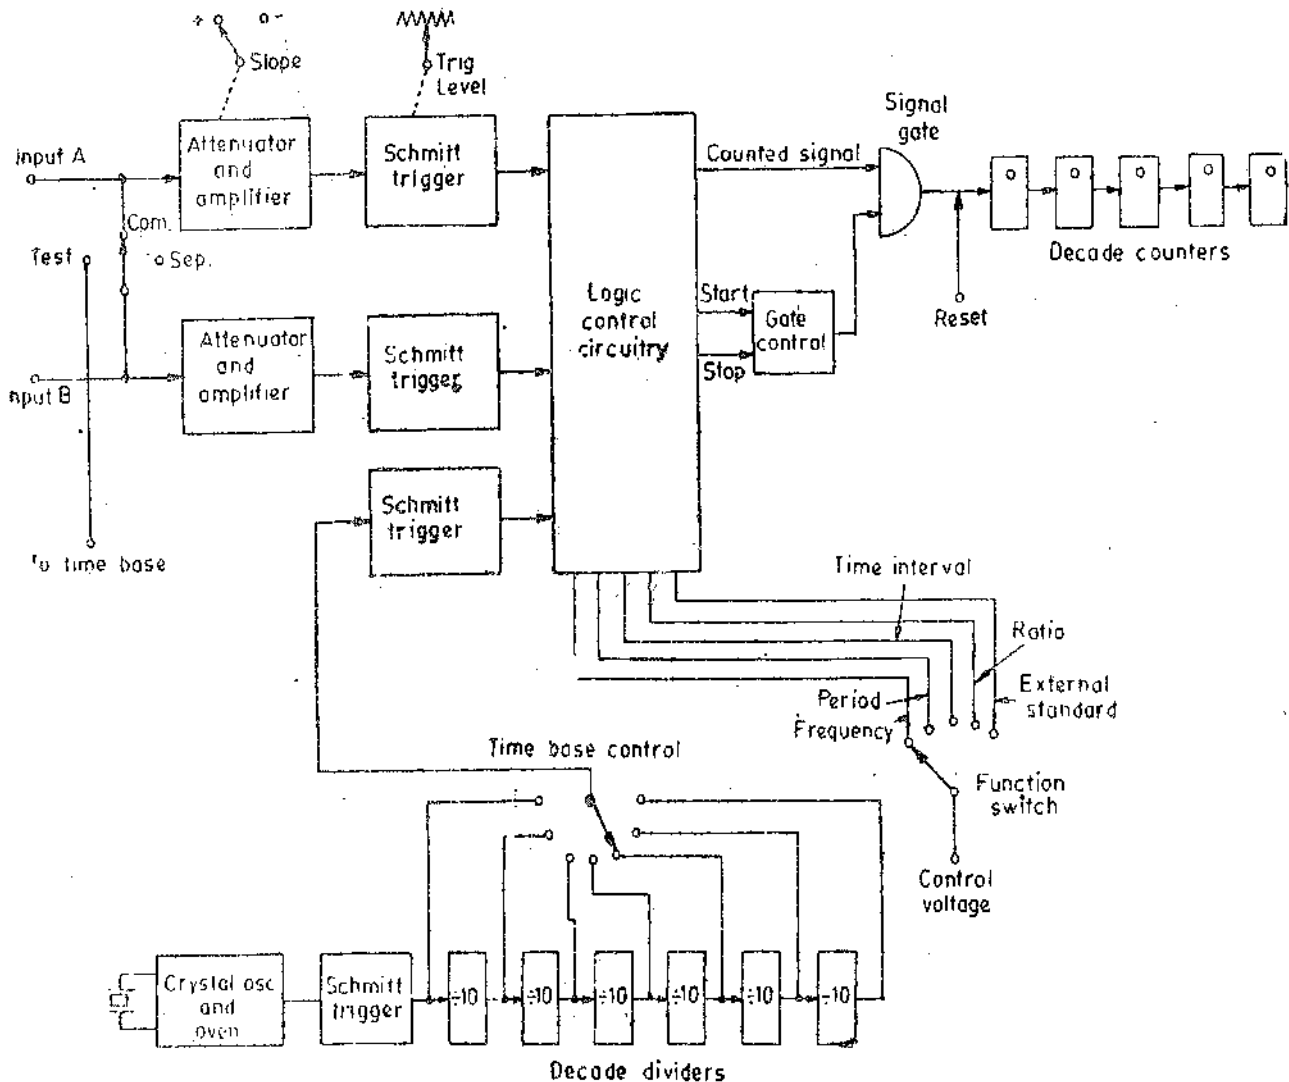 + o o -
Slope
Trig
Level
Input A
Attenuator
and
amplifier
Schmitt
trigger
Counted signal
Signal
gate
Com.
Test
Sep.
Decade counters
Logic
control
circuitry
Start
Stop
Gate
control
Reset
Input B
Attenuator
and
amplifier
Schmitt
trigger
Schmitt
trigger
To time base
Time interval
Ratio
Period
Frequency
External
standard
Time base control
Function
switch
Control
voltage
Crystal osc
and
oven
Schmitt
trigger
÷10
÷10
÷10
÷10
÷10
÷10
Decade dividers